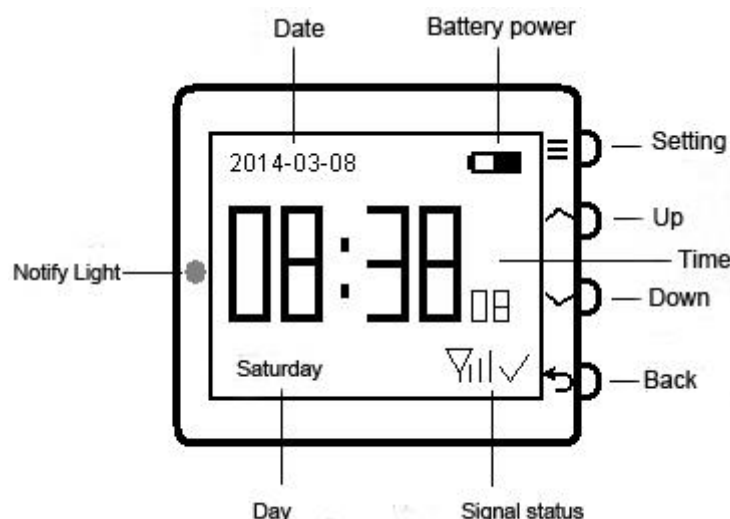 Date
Battery power
Setting
2014-03-08
Up
08:38
08
Time
Notify Light
Down
Saturday
Back
Day
Signal status